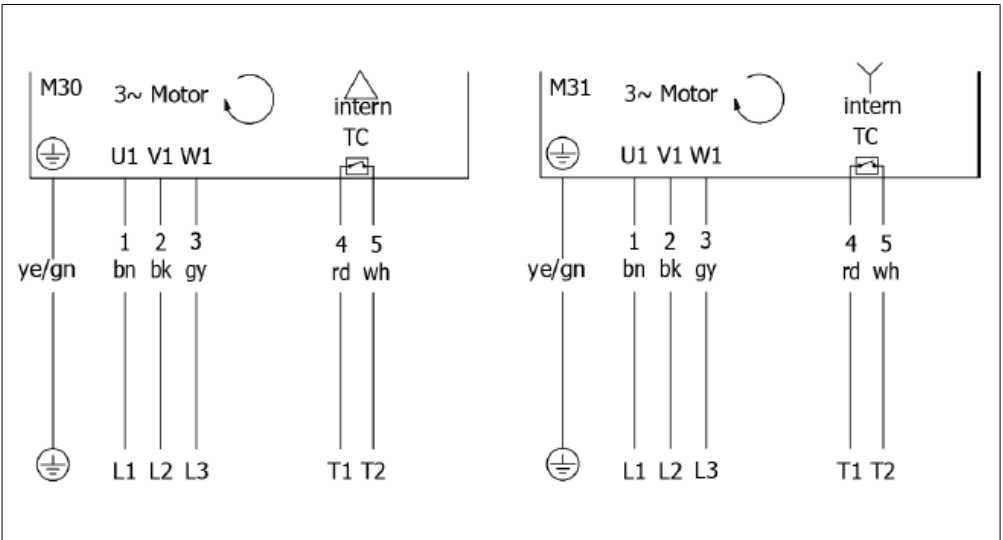 M30 3~ Motor intern
TC
U1 V1 W1
1 2 3 4 5
ye/gn bn bk gy rd wh
L1 L2 L3 T1 T2
M31 3~ Motor intern
TC
U1 V1 W1
1 2 3 4 5
ye/gn bn bk gy rd wh
L1 L2 L3 T1 T2